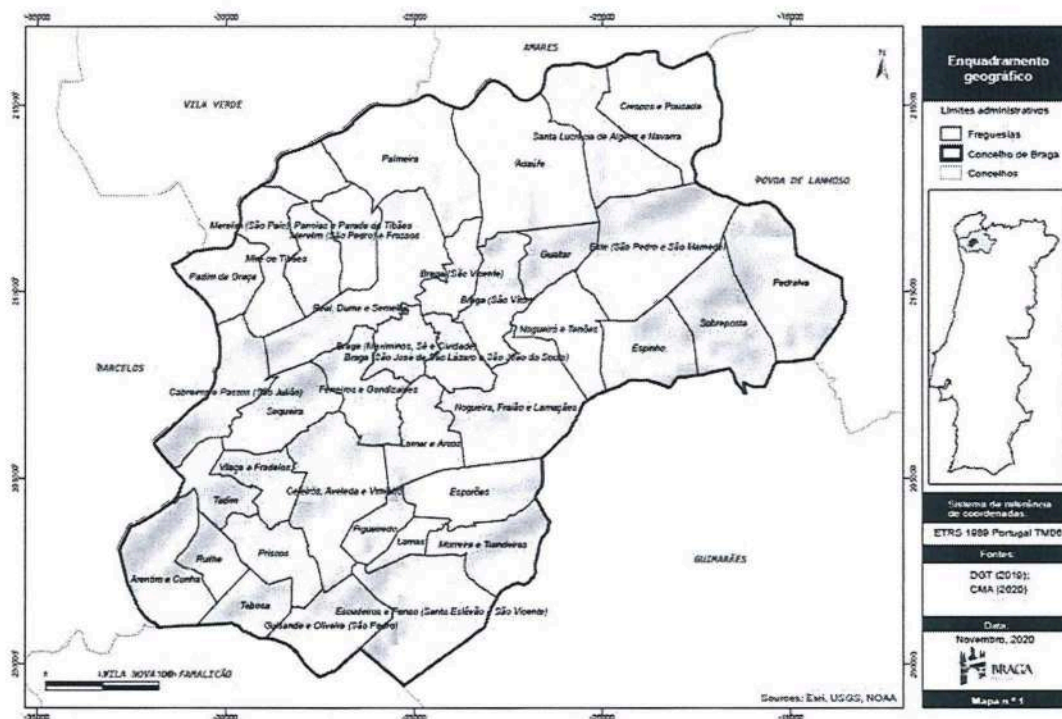 -30000
-25000
-20000
-15000
AMARES
VILA VERDE
PÓVOA DE LANHOSO
BARCELOS
GUIMARÃES
Crespos e Pousada
Santa Lucrécia de Algeriz e Navarra
Palmeira
Adaúfe
Merelim (São Paio), Panoias e Parada de Tibães
Merelim (São Pedro) e Frossos
Mire de Tibães
Padim da Graça
Braga (São Vicente)
Gualtar
Este (São Pedro e São Mamede)
Pedralva
Braga (São Vítor)
Real, Dume e Semelhe
Nogueiró e Tenões
Sobreposta
Espinho
Braga (Maximinos, Sé e Cividade)
Braga (São José de São Lázaro e São João do Souto)
Cabreiros e Passos (São Julião)
Ferreiros e Gondizalves
Sequeira
Nogueira, Fraião e Lamaçães
Lomar e Arcos
Vilaça e Fradelos
Tadim
Celeirós, Aveleda e Vimieiro
Esporões
Figueiredo
Lamas
Morreira e Trandeiras
Priscos
Ruilhe
Arentim e Cunha
Tebosa
Escudeiros e Penso (Santo Estêvão e São Vicente)
Guisande e Oliveira (São Pedro)
Sources: Esri, USGS, NOAA
N
Enquadramento
geográfico
Limites administrativos
Freguesias
Concelho de Braga
Concelhos
Sistema de referência
de coordenadas:
ETRS 1989 Portugal TM06
Fontes:
DGT (2019);
CMA (2020)
Data:
Novembro, 2020
BRAGA
Mapa n.º 1